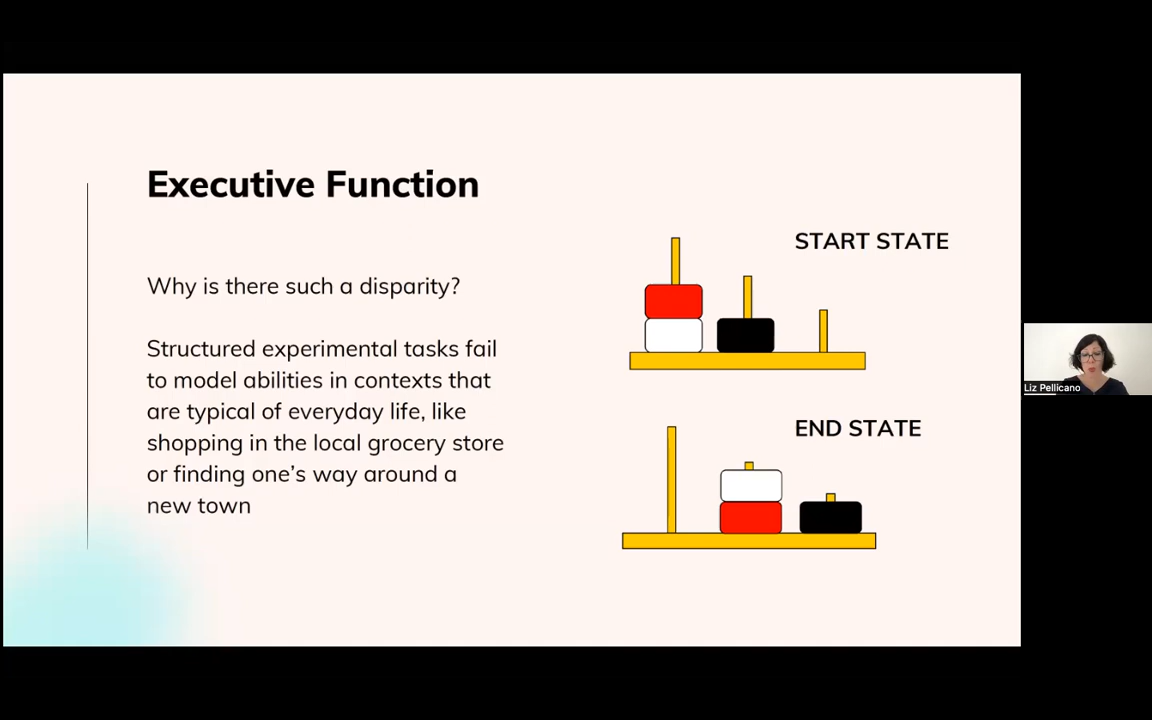 Executive Function
Why is there such a disparity?
Structured experimental tasks fail
to model abilities in contexts that
are typical of everyday life, like
shopping in the local grocery store
or finding one's way around a
new town
START STATE
END STATE
Liz Pellicano